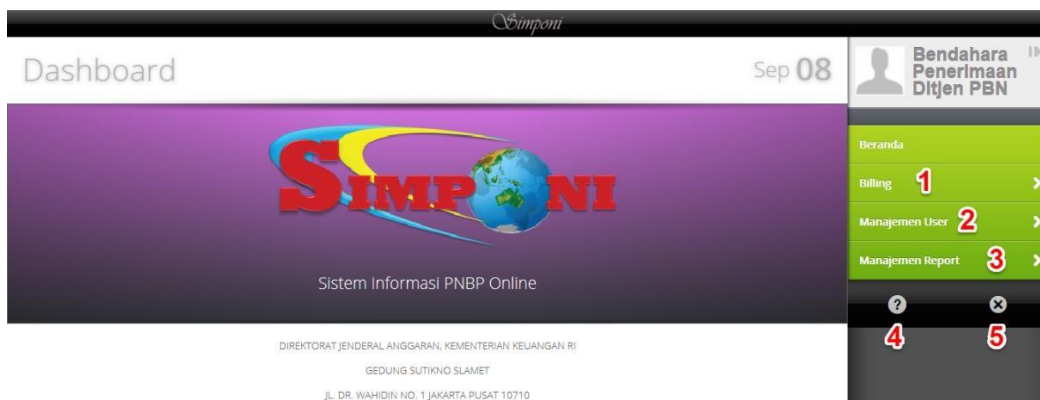 Simponi
Dashboard
Sep 08
SIMPONI
Sistem Informasi PNBP Online
DIREKTORAT JENDERAL ANGGARAN, KEMENTERIAN KEUANGAN RI
GEDUNG SUTIKNO SLAMET
JL. DR. WAHIDIN NO. 1 JAKARTA PUSAT 10710
Bendahara
Penerimaan
Ditjen PBN
Beranda
Billing 1
Manajemen User 2
Manajemen Report 3
?
4 5